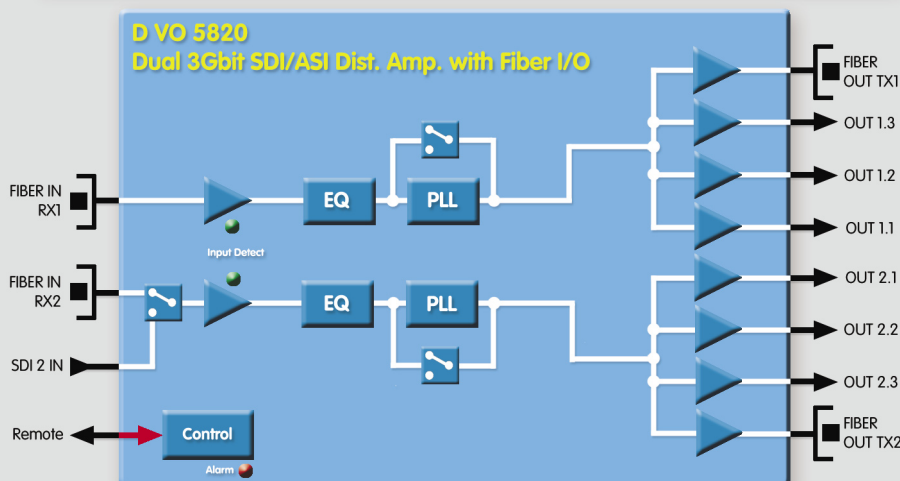 D VO 5820
Dual 3Gbit SDI/ASI Dist. Amp. with Fiber I/O
FIBER
OUT TX1
OUT 1.3
OUT 1.2
FIBER IN
RX1
EQ
PLL
OUT 1.1
Input Detect
FIBER IN
RX2
EQ
PLL
OUT 2.1
OUT 2.2
SDI 2 IN
OUT 2.3
Remote
Control
FIBER
OUT TX2
Alarm